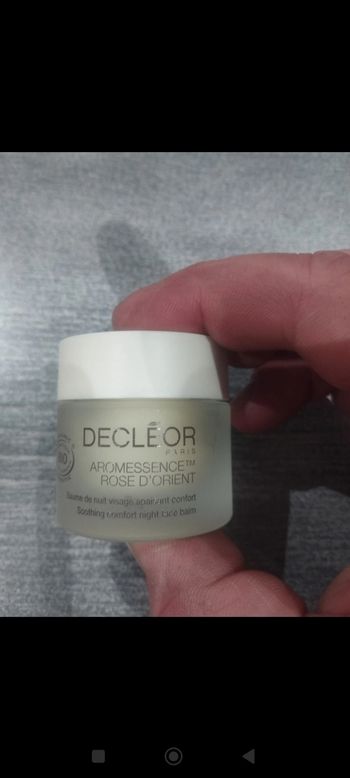 DECLÉOR
PARIS
AROMESSENCE™
ROSE D'ORIENT
Baume de nuit visage apaisant confort
Soothing comfort night face balm